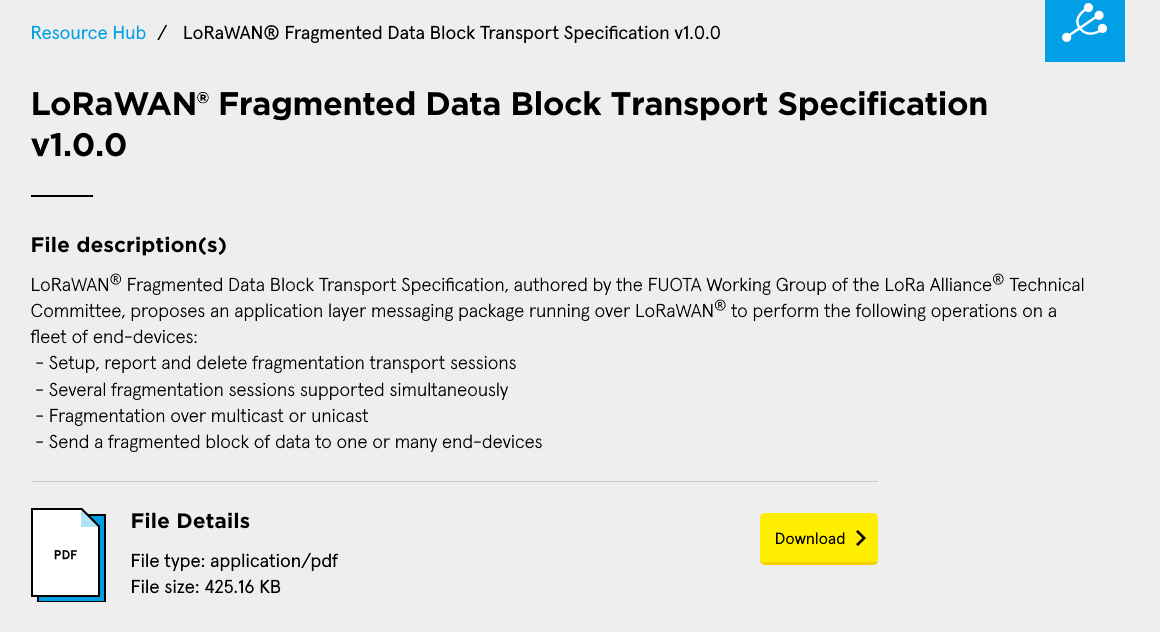 Resource Hub / LoRaWAN® Fragmented Data Block Transport Specification v1.0.0
LoRaWAN® Fragmented Data Block Transport Specification
v1.0.0
File description(s)
LoRaWAN® Fragmented Data Block Transport Specification, authored by the FUOTA Working Group of the LoRa Alliance® Technical
Committee, proposes an application layer messaging package running over LoRaWAN® to perform the following operations on a
fleet of end-devices:
- Setup, report and delete fragmentation transport sessions
- Several fragmentation sessions supported simultaneously
- Fragmentation over multicast or unicast
- Send a fragmented block of data to one or many end-devices
PDF
File Details
File type: application/pdf
File size: 425.16 KB
Download